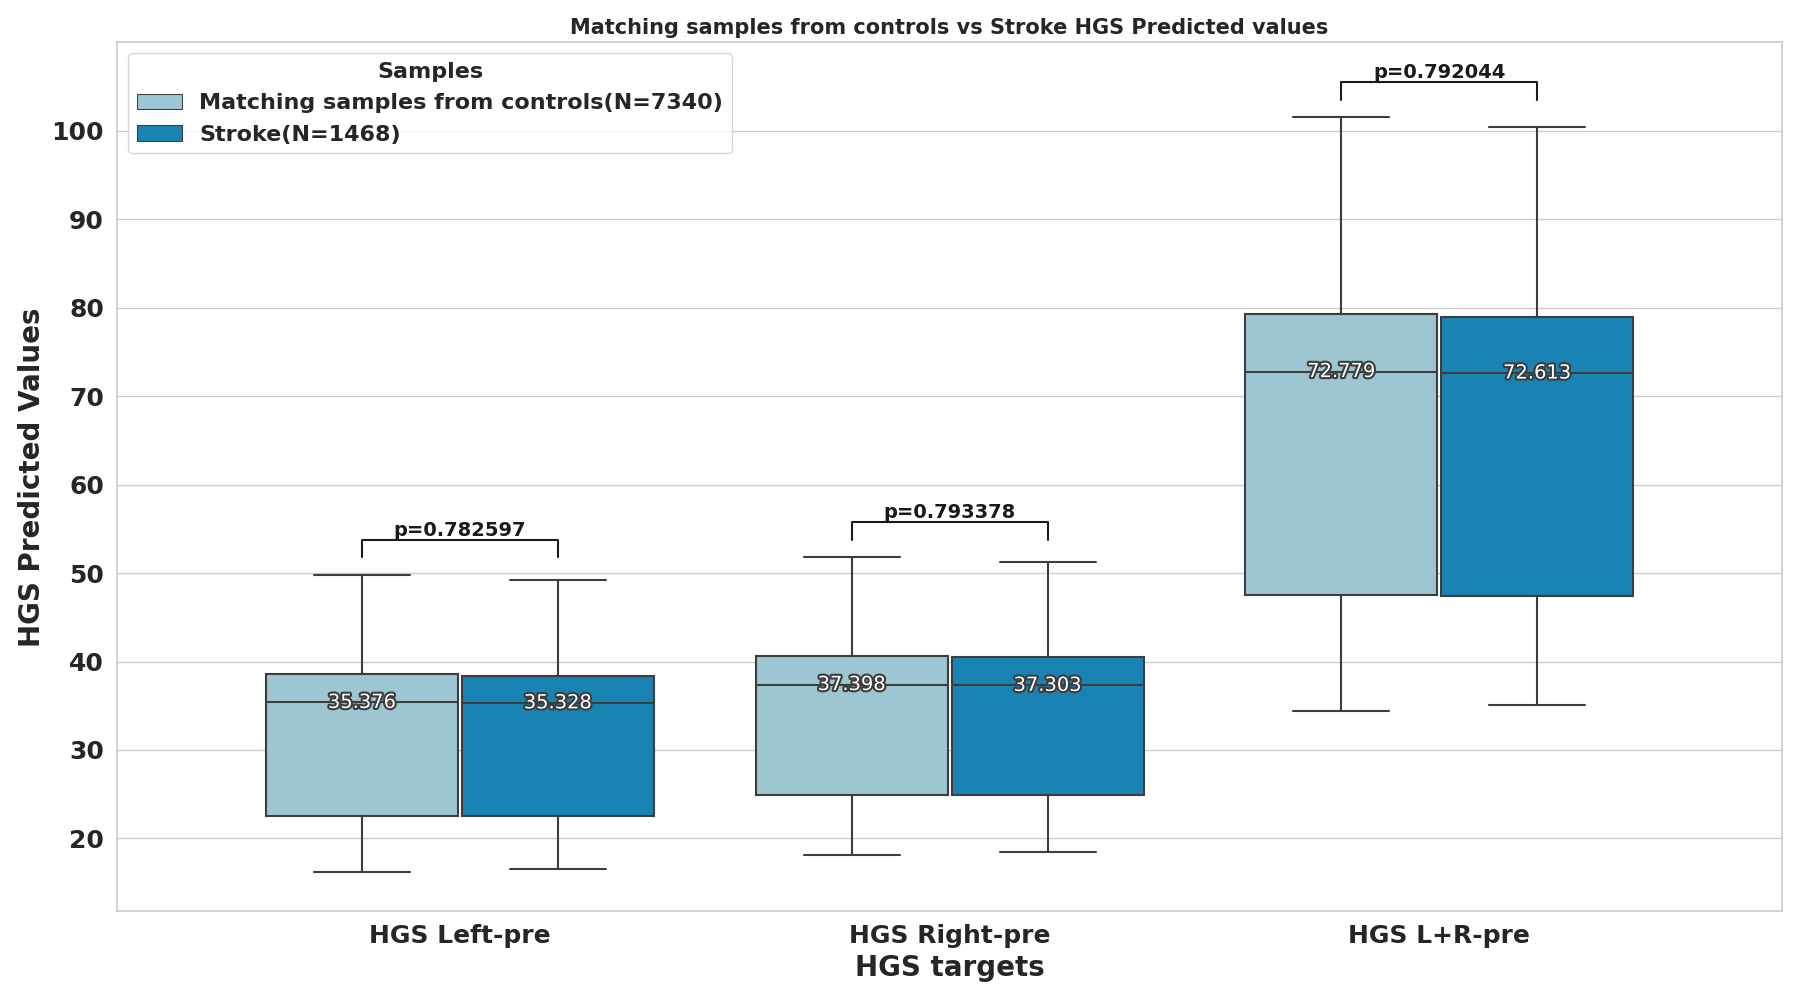 Matching samples from controls vs Stroke HGS Predicted values
Samples
Matching samples from controls(N=7340)
Stroke(N=1468)
HGS Predicted Values
100
90
80
70
60
50
40
30
20
p=0.782597
p=0.793378
p=0.792044
35.376
35.328
37.398
37.303
72.779
72.613
HGS Left-pre
HGS Right-pre
HGS L+R-pre
HGS targets